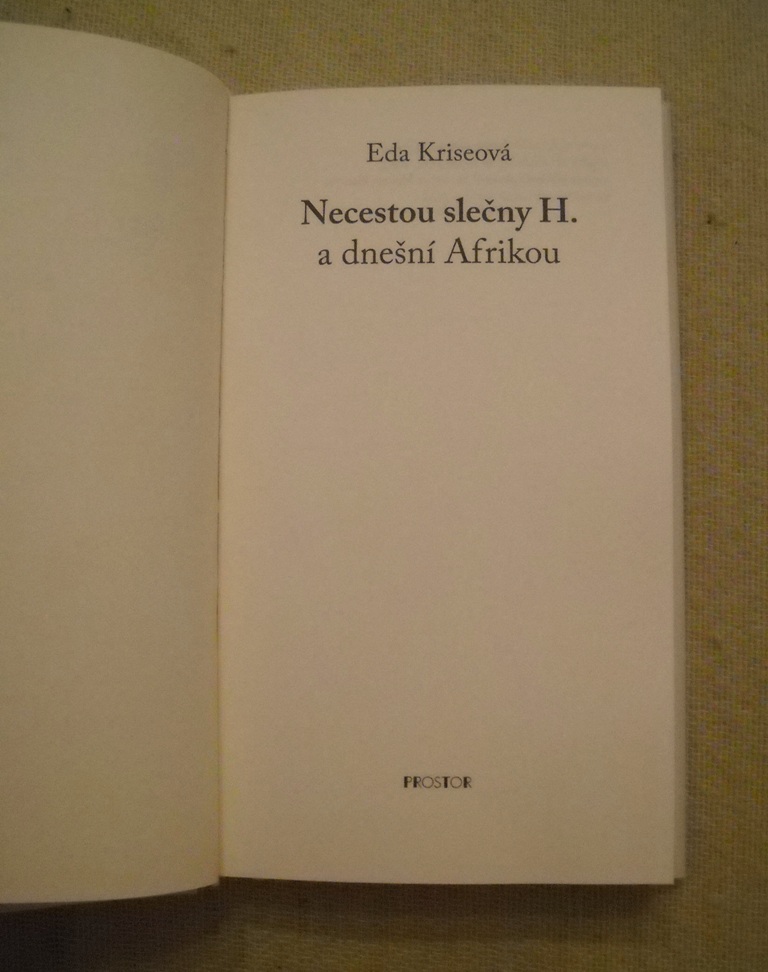 Eda Kriseová
Necestou slečny H.
a dnešní Afrikou
PROSTOR